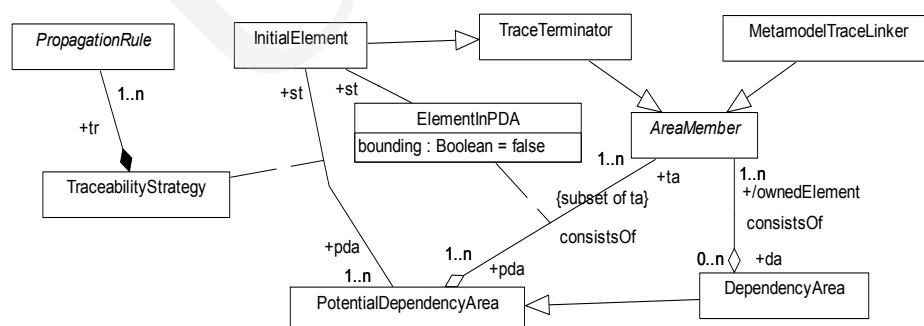 PropagationRule
InitialElement
TraceTerminator
MetamodelTraceLinker
+st
+st
1..n
+tr
ElementInPDA
bounding : Boolean = false
AreaMember
1..n
+ta
1..n
+/ownedElement
TraceabilityStrategy
{subset of ta}
consistsOf
consistsOf
+pda
1..n
1..n
+pda
0..n
+da
PotentialDependencyArea
DependencyArea